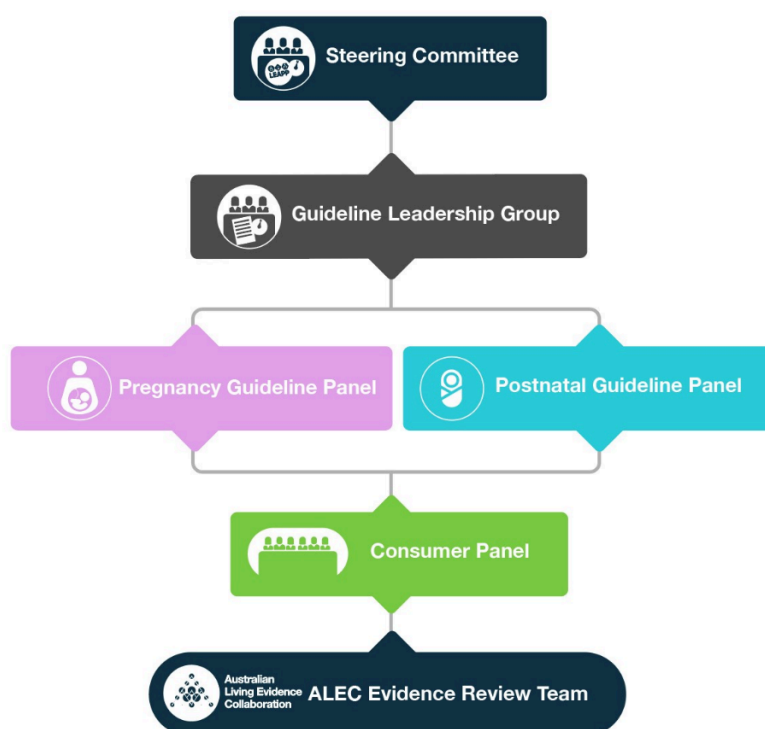 LEAPP
Steering Committee
Guideline Leadership Group
Pregnancy Guideline Panel
Postnatal Guideline Panel
Consumer Panel
Australian
Living Evidence
Collaboration
ALEC Evidence Review Team